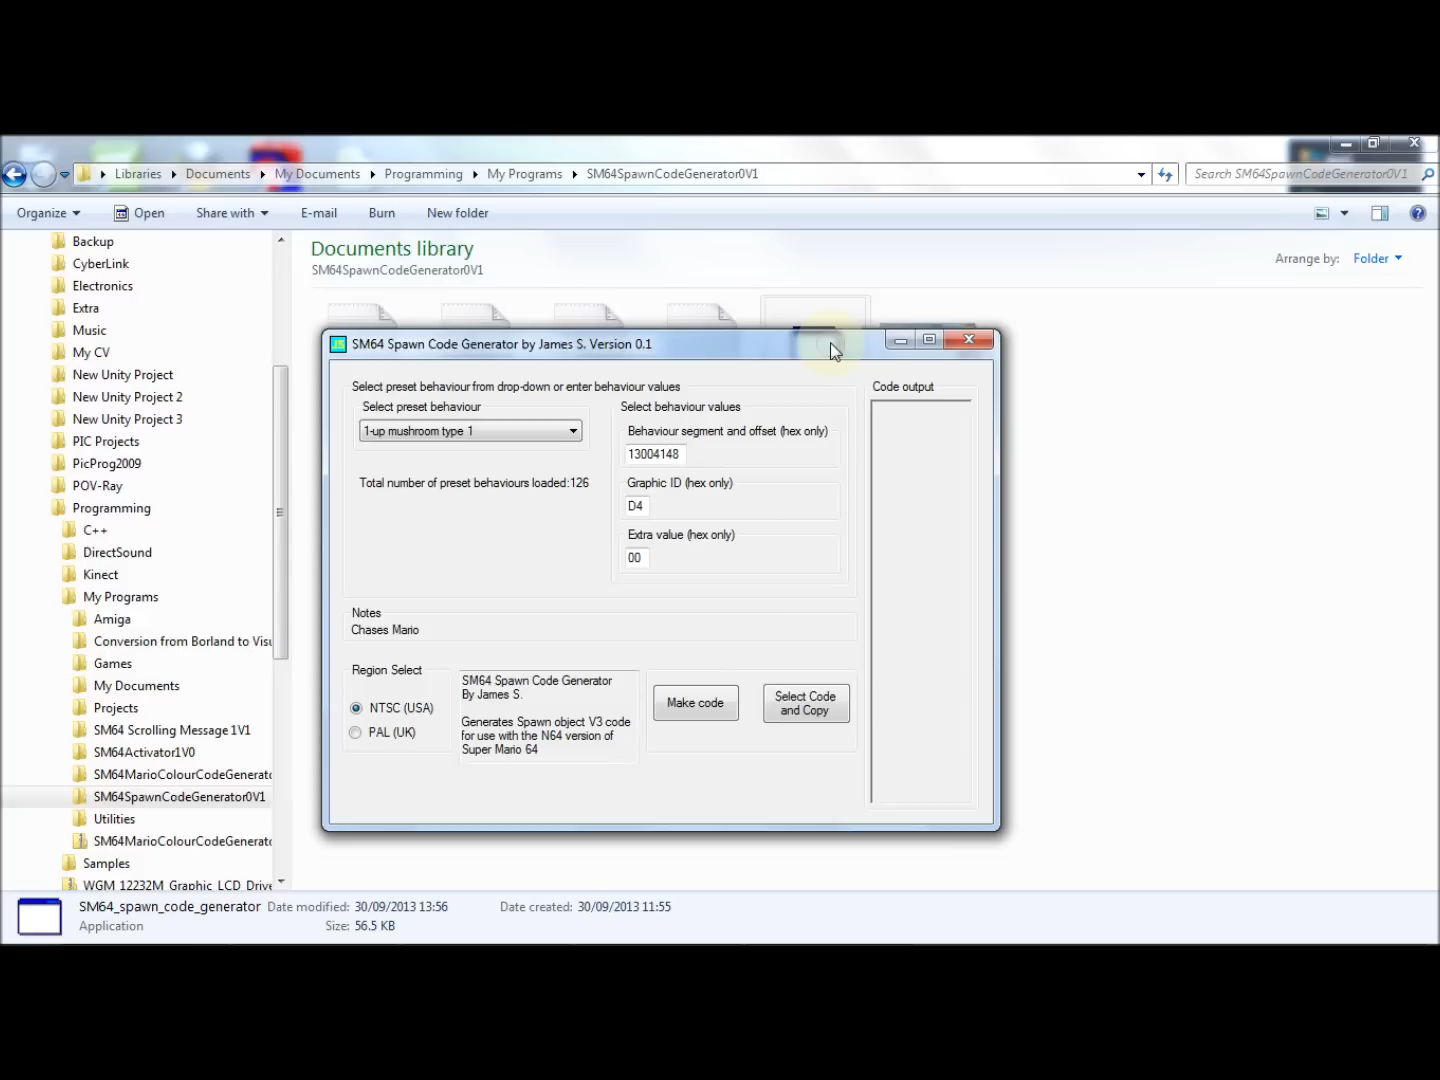 Libraries Documents My Documents Programming My Programs SM64SpawnCodeGenerator0V1
Search SM64SpawnCodeGenerator0V1
Organize Open Share with E-mail Burn New folder
Backup
CyberLink
Electronics
Extra
Music
My CV
New Unity Project
New Unity Project 2
New Unity Project 3
PIC Projects
PicProg2009
POV-Ray
Programming
C++
DirectSound
Kinect
My Programs
Amiga
Conversion from Borland to Visu
Games
My Documents
Projects
SM64 Scrolling Message 1V1
SM64Activator1V0
SM64MarioColourCodeGenerato
SM64SpawnCodeGenerator0V1
Utilities
SM64MarioColourCodeGenerato
Samples
WGM_12232M_Graphic_LCD_Drive
Documents library
SM64SpawnCodeGenerator0V1
Arrange by: Folder
JS
SM64 Spawn Code Generator by James S. Version 0.1
Select preset behaviour from drop-down or enter behaviour values
Select preset behaviour
1-up mushroom type 1
Total number of preset behaviours loaded:126
Select behaviour values
Behaviour segment and offset (hex only)
13004148
Graphic ID (hex only)
D4
Extra value (hex only)
00
Code output
Notes
Chases Mario
Region Select
NTSC (USA)
PAL (UK)
SM64 Spawn Code Generator
By James S.
Generates Spawn object V3 code
for use with the N64 version of
Super Mario 64
Make code
Select Code
and Copy
SM64_spawn_code_generator Date modified: 30/09/2013 13:56 Date created: 30/09/2013 11:55
Application Size: 56.5 KB